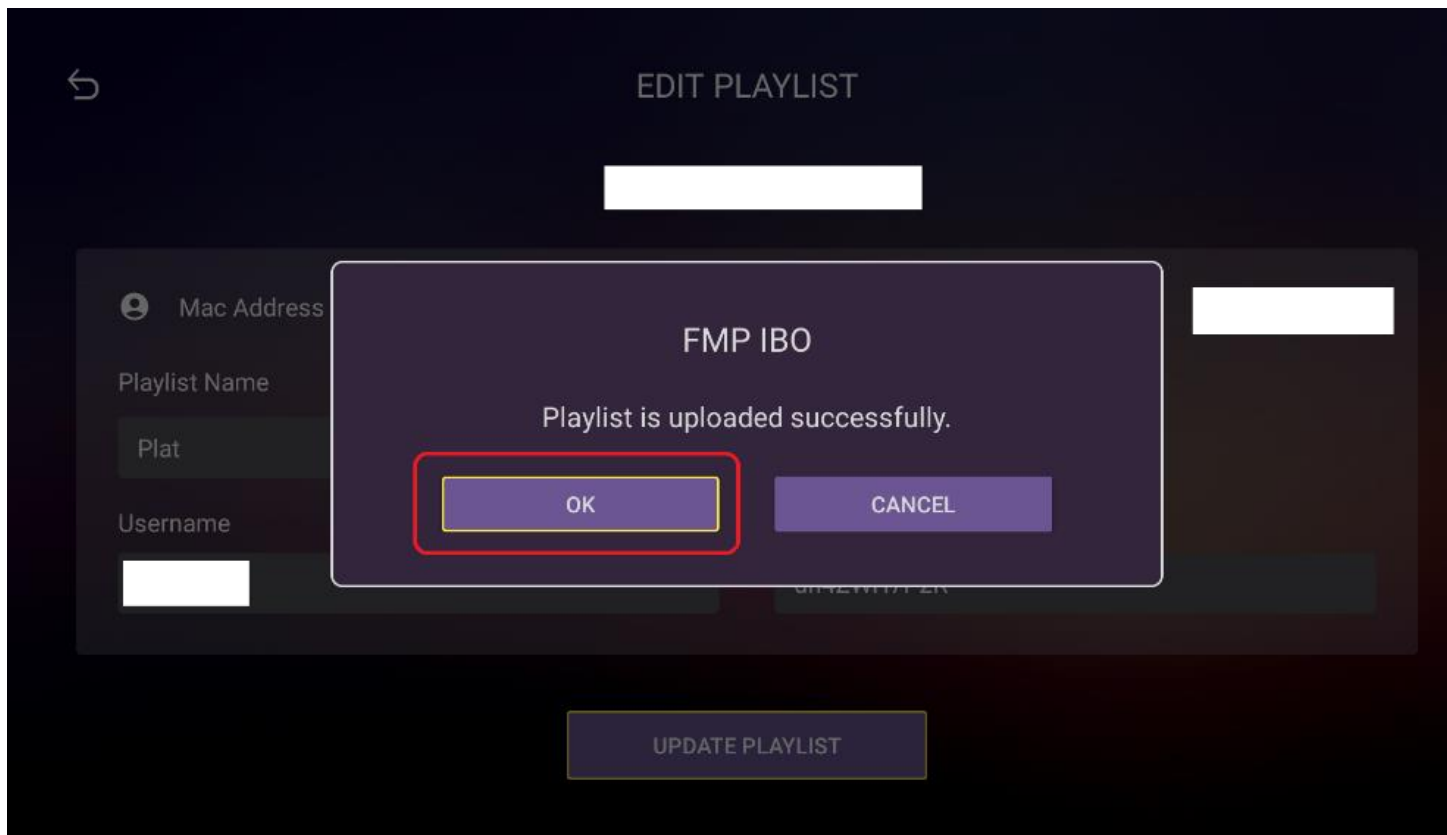 EDIT PLAYLIST
Mac Address
FMP IBO
Playlist Name
Playlist is uploaded successfully.
Plat
OK
CANCEL
Username
UPDATE PLAYLIST